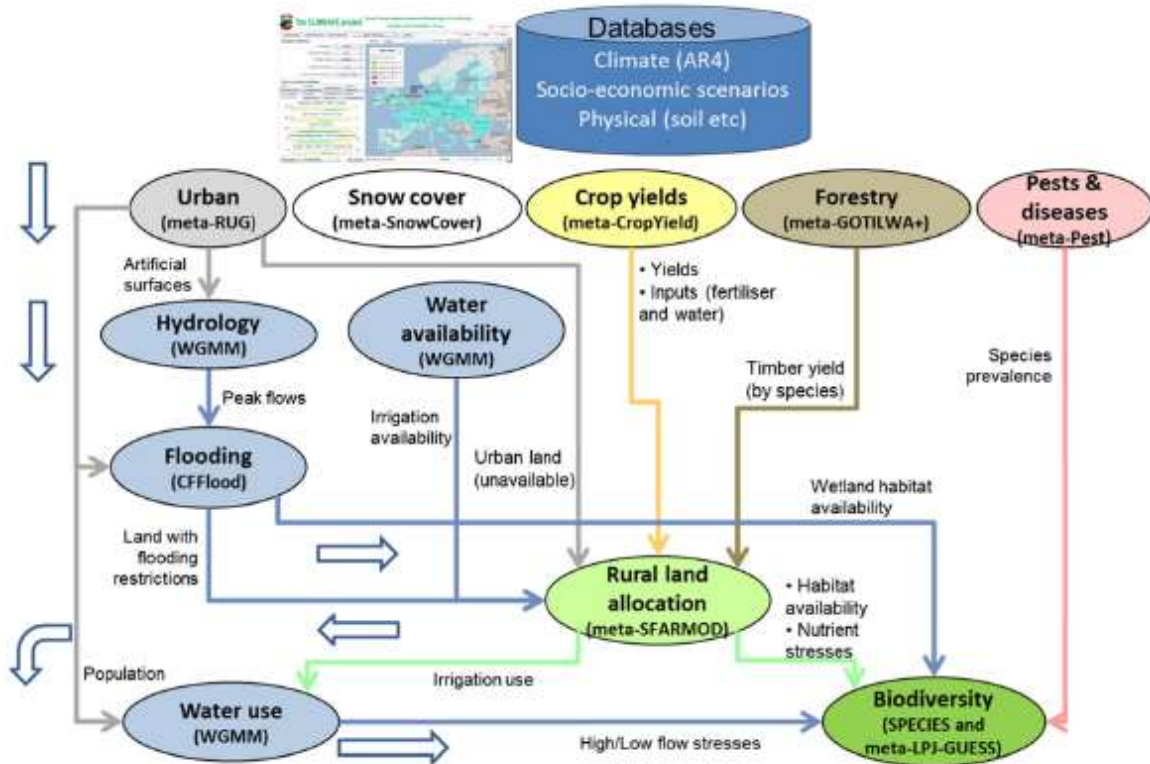 The CLIMSAVE project
Databases
Climate (AR4)
Socio-economic scenarios
Physical (soil etc)
Urban
(meta-RUG)
Snow cover
(meta-SnowCover)
Crop yields
(meta-CropYield)
Forestry
(meta-GOTILWA+)
Pests &
diseases
(meta-Pest)
Artificial
surfaces
• Yields
• Inputs (fertiliser
and water)
Hydrology
(WGMM)
Water
availability
(WGMM)
Timber yield
(by species)
Species
prevalence
Peak flows
Irrigation
availability
Flooding
(CFFlood)
Urban land
(unavailable)
Wetland habitat
availability
Land with
flooding
restrictions
Rural land
allocation
(meta-SFARMOD)
• Habitat
availability
• Nutrient
stresses
Population
Irrigation use
Water use
(WGMM)
Biodiversity
(SPECIES and
meta-LPJ-GUESS)
High/Low flow stresses